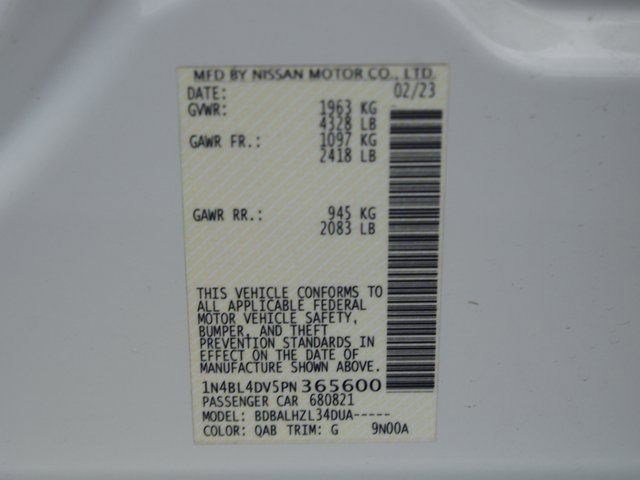 MFD BY NISSAN MOTOR CO., LTD.
DATE: 02/23
GVWR: 1963 KG
4328 LB
GAWR FR.: 1097 KG
2418 LB
GAWR RR.: 945 KG
2083 LB
THIS VEHICLE CONFORMS TO
ALL APPLICABLE FEDERAL
MOTOR VEHICLE SAFETY,
BUMPER, AND THEFT
PREVENTION STANDARDS
IN EFFECT ON THE DATE OF
MANUFACTURE SHOWN ABOVE.
1N4BL4DV5PN365600
PASSENGER CAR 680821
MODEL: BDBALHZL34DUA-----
COLOR: QAB TRIM: G 9N00A